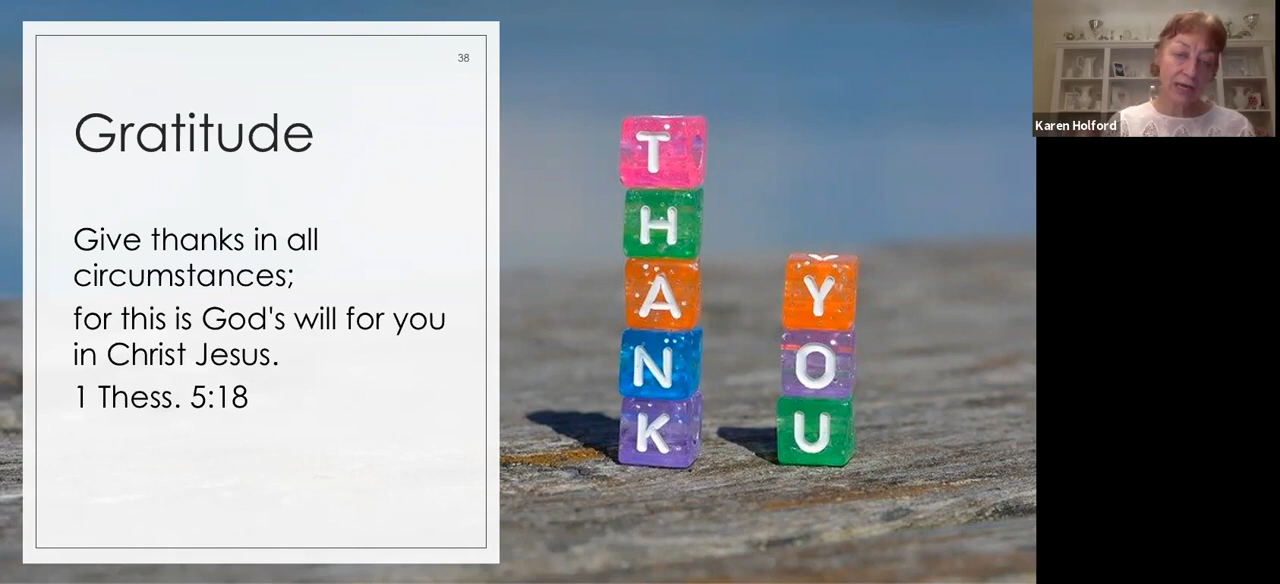 38
Gratitude
Give thanks in all
circumstances;
for this is God's will for you
in Christ Jesus.
1 Thess. 5:18
T
H
A
N
K
Y
O
U
Karen Holford